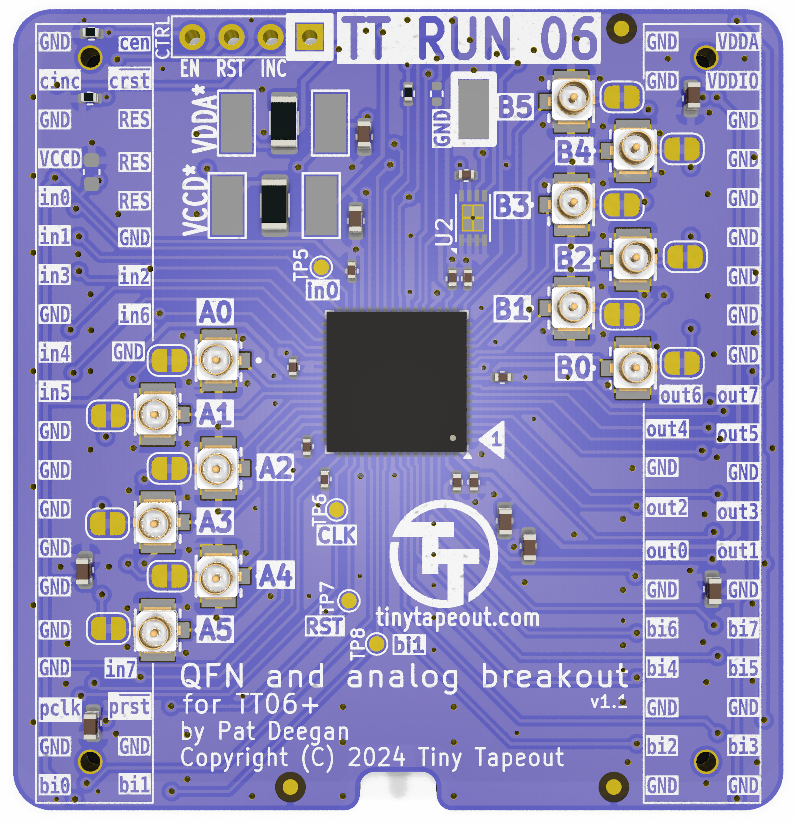 CTRL
TT RUN 06
EN RST INC
GND cen
cinc crst
GND RES
VCCD RES
in0 RES
in1 GND
in3 in2
GND in6
in4 GND
in5
GND
GND
GND
GND
GND
GND in7
pclk prst
GND GND
bi0 bi1
VDDA*
VCCD*
GND
U2
TP5
in0
B5
B4
B3
B2
B1
B0
A0
A1
A2
A3
A4
A5
1
TP6
CLK
TP7
RST
TP8
bi1
TT
tinytapeout.com
GND VDDA
GND VDDIO
GND
GND
GND
GND
GND
GND
GND
out6 out7
out4 out5
GND GND
out2 out3
out0 out1
GND GND
bi6 bi7
bi4 bi5
GND GND
bi2 bi3
GND GND
QFN and analog breakout
v1.1
for TT06+
by Pat Deegan
Copyright (C) 2024 Tiny Tapeout